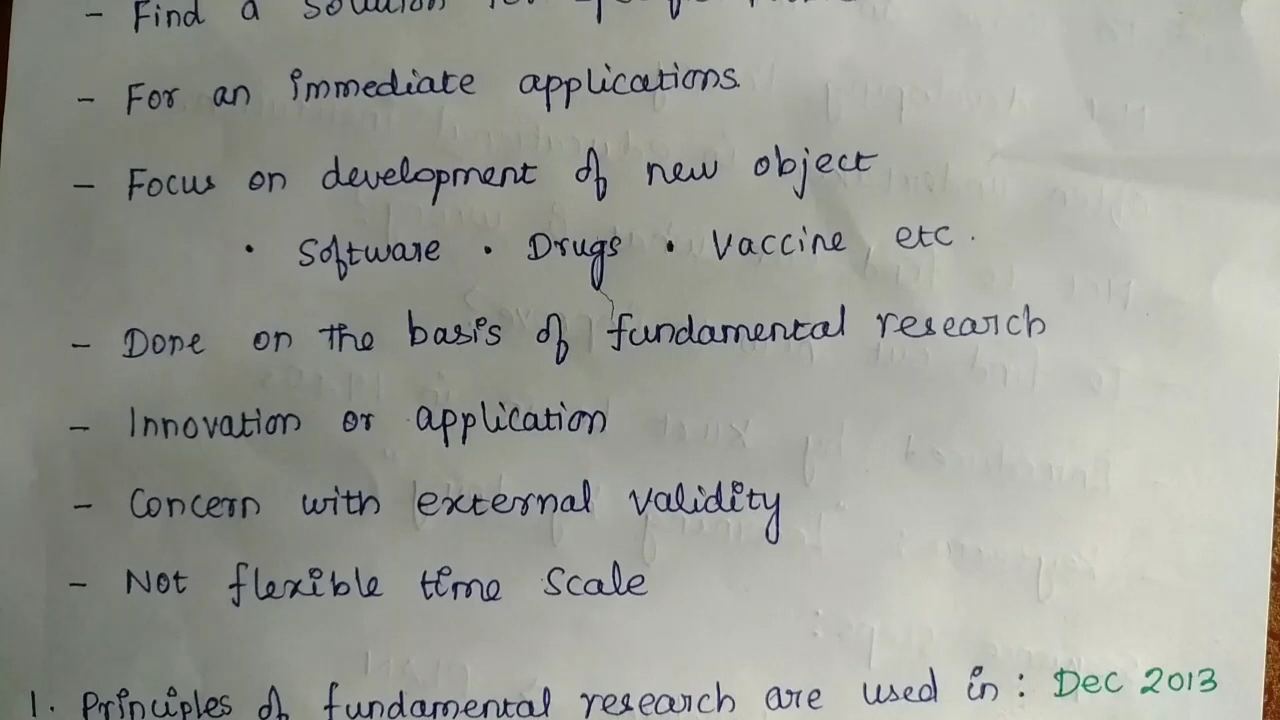 - Find a solution for
- For an immediate applications.
- Focus on development of new object
• Software • Drugs • Vaccine, etc.
- Done on the basis of fundamental research
- Innovation or application
- Concern with external validity
- Not flexible time scale
1. Principles of fundamental research are used in: Dec 2013